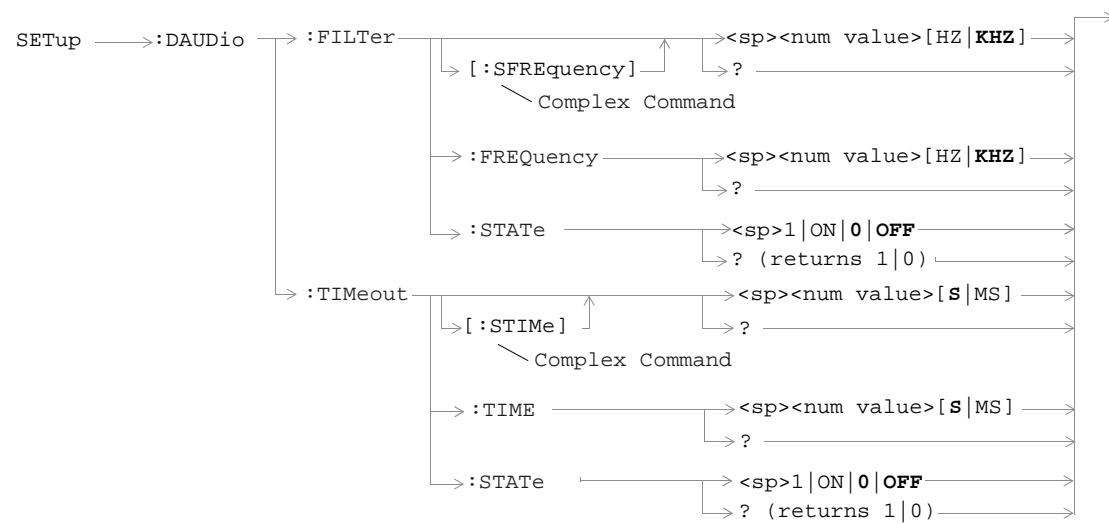 SETup :DAUDio :FILTer <sp><num value>[HZ|KHZ]
[:SFREquency] ?
Complex Command
:FREQuency <sp><num value>[HZ|KHZ]
?
:STATe <sp>1|ON|0|OFF
? (returns 1|0)
:TIMeout <sp><num value>[S|MS]
[:STIMe] ?
Complex Command
:TIME <sp><num value>[S|MS]
?
:STATe <sp>1|ON|0|OFF
? (returns 1|0)